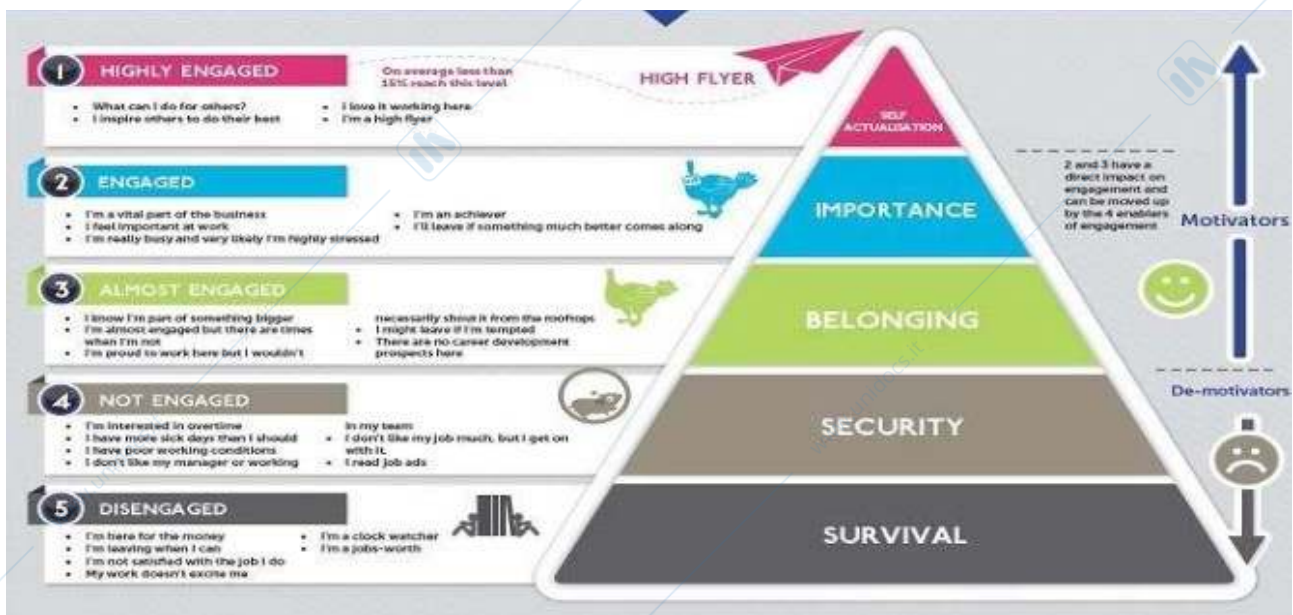 1 HIGHLY ENGAGED
On average less than
15% reach this level
HIGH FLYER
• What can I do for others?
• I inspire others to do their best
• I love it working here
• I'm a high flyer
SELF
ACTUALISATION
2 ENGAGED
• I'm a vital part of the business
• I feel important at work
• I'm really busy and very likely I'm highly stressed
• I'm an achiever
• I'll leave if something much better comes along
IMPORTANCE
2 and 3 have a
direct impact on
engagement and
can be moved up
by the 4 enablers
of engagement
Motivators
3 ALMOST ENGAGED
• I know I'm part of something bigger
• I'm almost engaged but there are times
when I'm not
• I'm proud to work here but I wouldn't
necessarily shout it from the rooftops
• I might leave if I'm tempted
• There are no career development
prospects here
BELONGING
De-motivators
4 NOT ENGAGED
• I'm interested in overtime
• I have more sick days than I should
• I have poor working conditions
• I don't like my manager or working
in my team
• I don't like my job much, but I get on
with it.
• I read job ads
SECURITY
5 DISENGAGED
• I'm here for the money
• I'm leaving when I can
• I'm not satisfied with the job I do
• My work doesn't excite me
• I'm a clock watcher
• I'm a jobs-worth
SURVIVAL